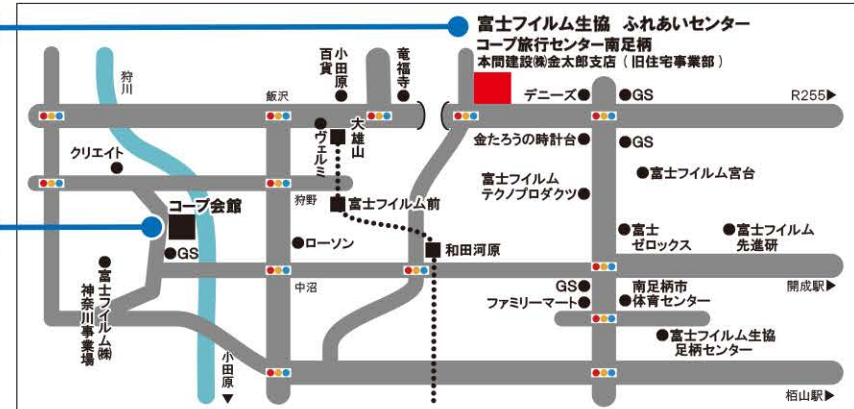 富士フイルム生協 ふれあいセンター
コープ旅行センター南足柄
本間建設㈱金太郎支店（旧住宅事業部）
狩川
飯沢
小田原
百貨
竜福寺
デニーズ
GS
R255▶
大雄山
ヴェルミ
金たろうの時計台
GS
クリエイト
狩野
富士フイルム前
富士フイルム
テクノプロダクツ
富士フイルム宮台
コープ会館
GS
ローソン
和田河原
富士
ゼロックス
富士フイルム
先進研
中沼
GS
ファミリーマート
南足柄市
体育センター
開成駅▶
富士フイルム㈱
神奈川事業場
小田原▼
富士フイルム生協
足柄センター
栢山駅▶